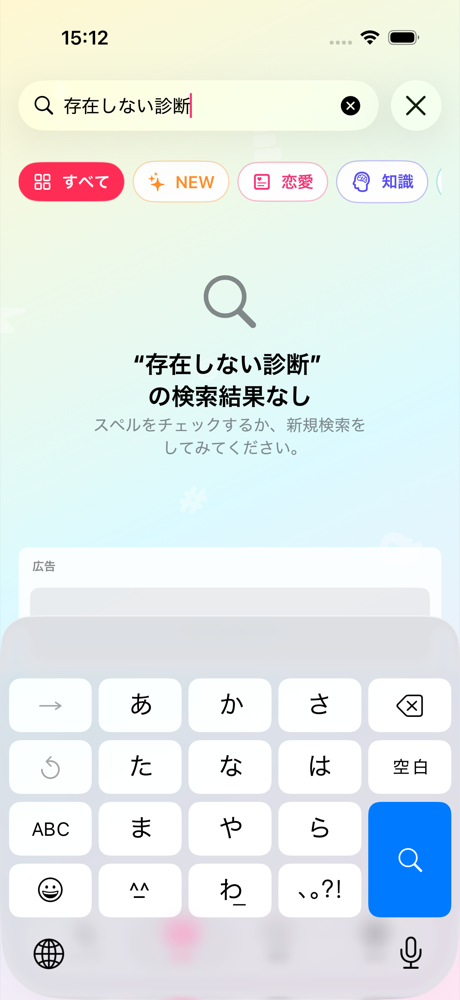 15:12
存在しない診断
すべて
NEW
恋愛
知識
“存在しない診断”
の検索結果なし
スペルをチェックするか、新規検索を
してみてください。
広告
→ あ か さ
た な は 空白
ABC ま や ら
^^ わ_ 、。?!